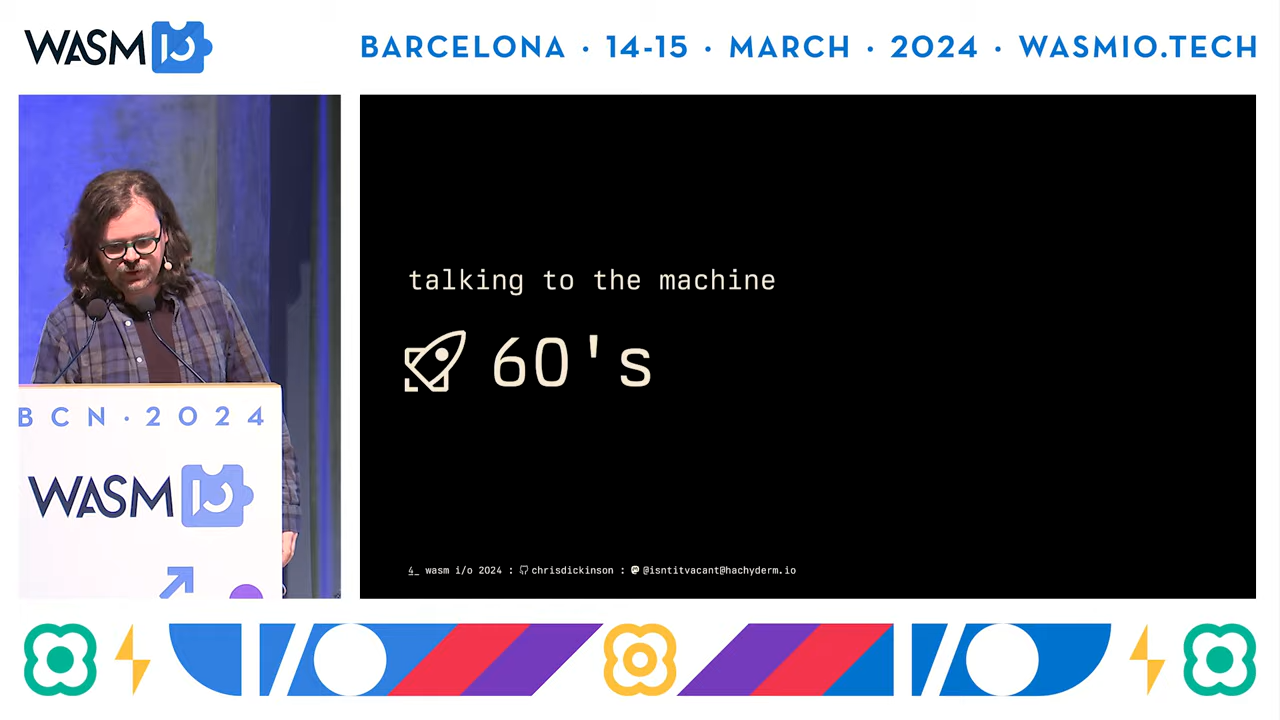 WASM IO
BARCELONA · 14-15 · MARCH · 2024 · WASMIO.TECH
talking to the machine
60's
4_ wasm i/o 2024 : chrisdickinson : @isntitvacant@hachyderm.io
BCN·2024
WASM IO
I/O
I/O